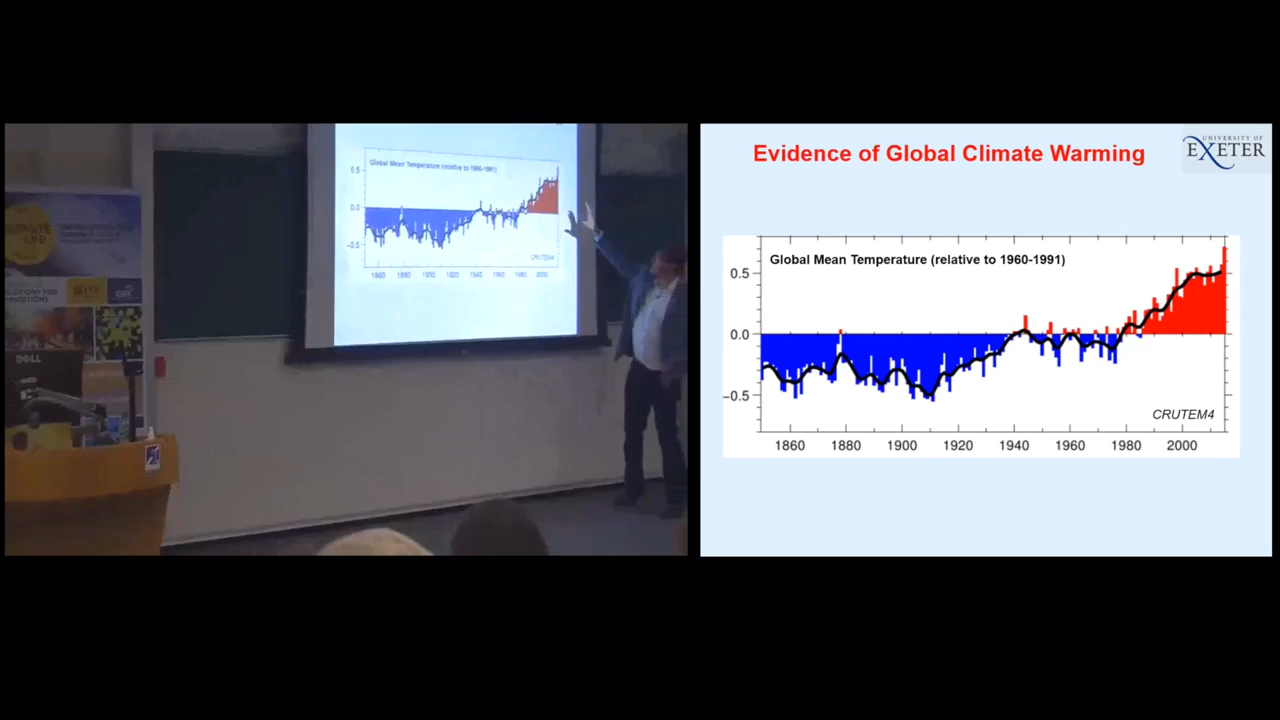 Global Mean Temperature (relative to 1960-1991)
0.5
0.0
-0.5
CRUTEM4
1860 1880 1900 1920 1940 1960 1980 2000
DELL
Evidence of Global Climate Warming
UNIVERSITY OF
EXETER
Global Mean Temperature (relative to 1960-1991)
0.5
0.0
-0.5
CRUTEM4
1860 1880 1900 1920 1940 1960 1980 2000